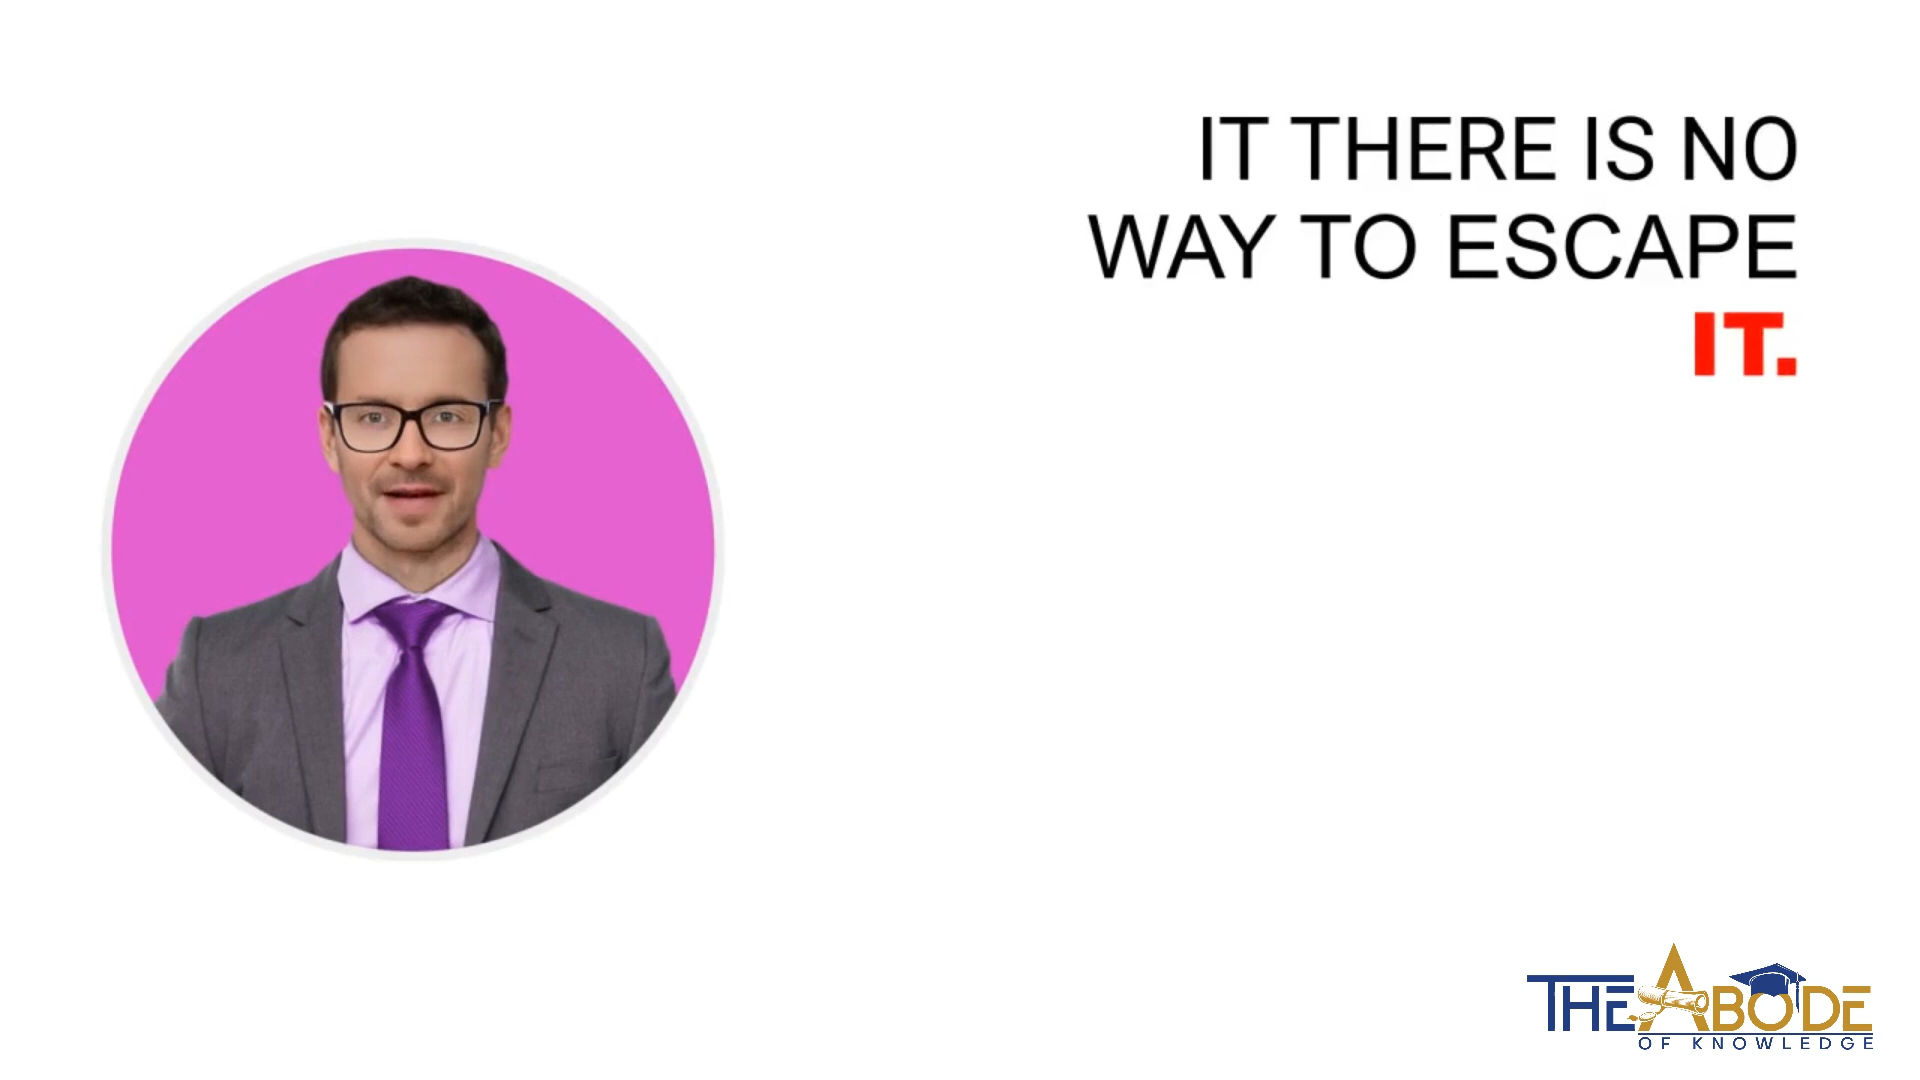 IT THERE IS NO
WAY TO ESCAPE
IT.
THE ABODE
OF KNOWLEDGE